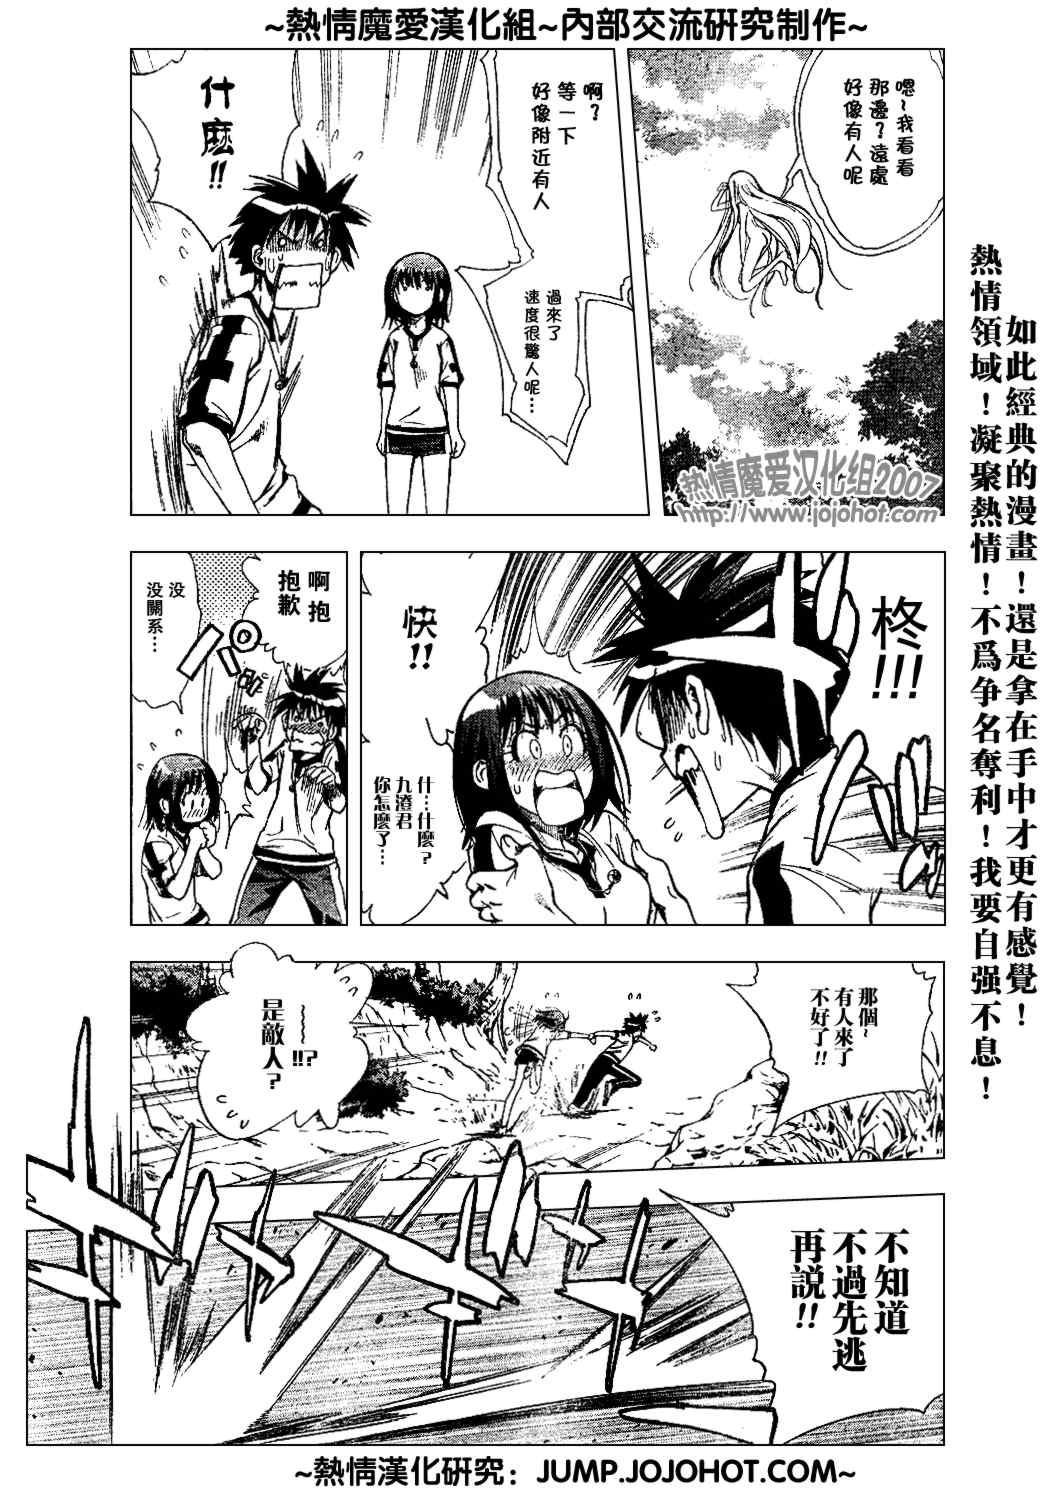 ~熱情魔愛漢化組~內部交流研究制作~
嗯~我看看
那邊？遠處
好像有人呢
啊？
等一下
好像附近有人
過來了
速度很驚人呢…
什麼!!
熱情魔爱汉化组2007
http://www.jojohot.com
柊!!!
快!!
什…什麼？
九澄君
你怎麼了…
啊抱
抱歉
没
没關系…
那個~
有人來了
不好了!!
~~!!?
是敵人？
不知道
不過先逃
再説!!
如此經典的漫畫！還是拿在手中才更有感覺！
熱情領域！凝聚熱情！不爲争名奪利！我要自强不息！
~熱情漢化研究：JUMP.JOJOHOT.COM~